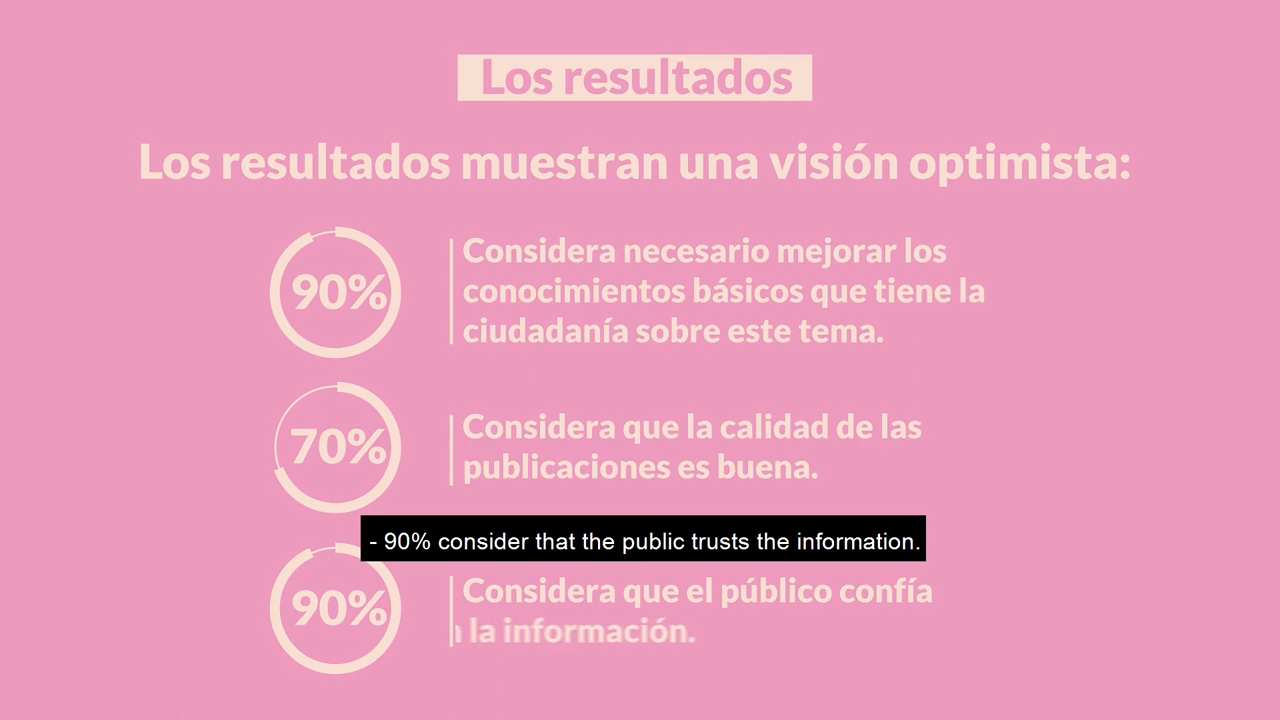 Los resultados
Los resultados muestran una visión optimista:
90%
Considera necesario mejorar los
conocimientos básicos que tiene la
ciudadanía sobre este tema.
70%
Considera que la calidad de las
publicaciones es buena.
- 90% consider that the public trusts the information.
90%
Considera que el público confía
la información.